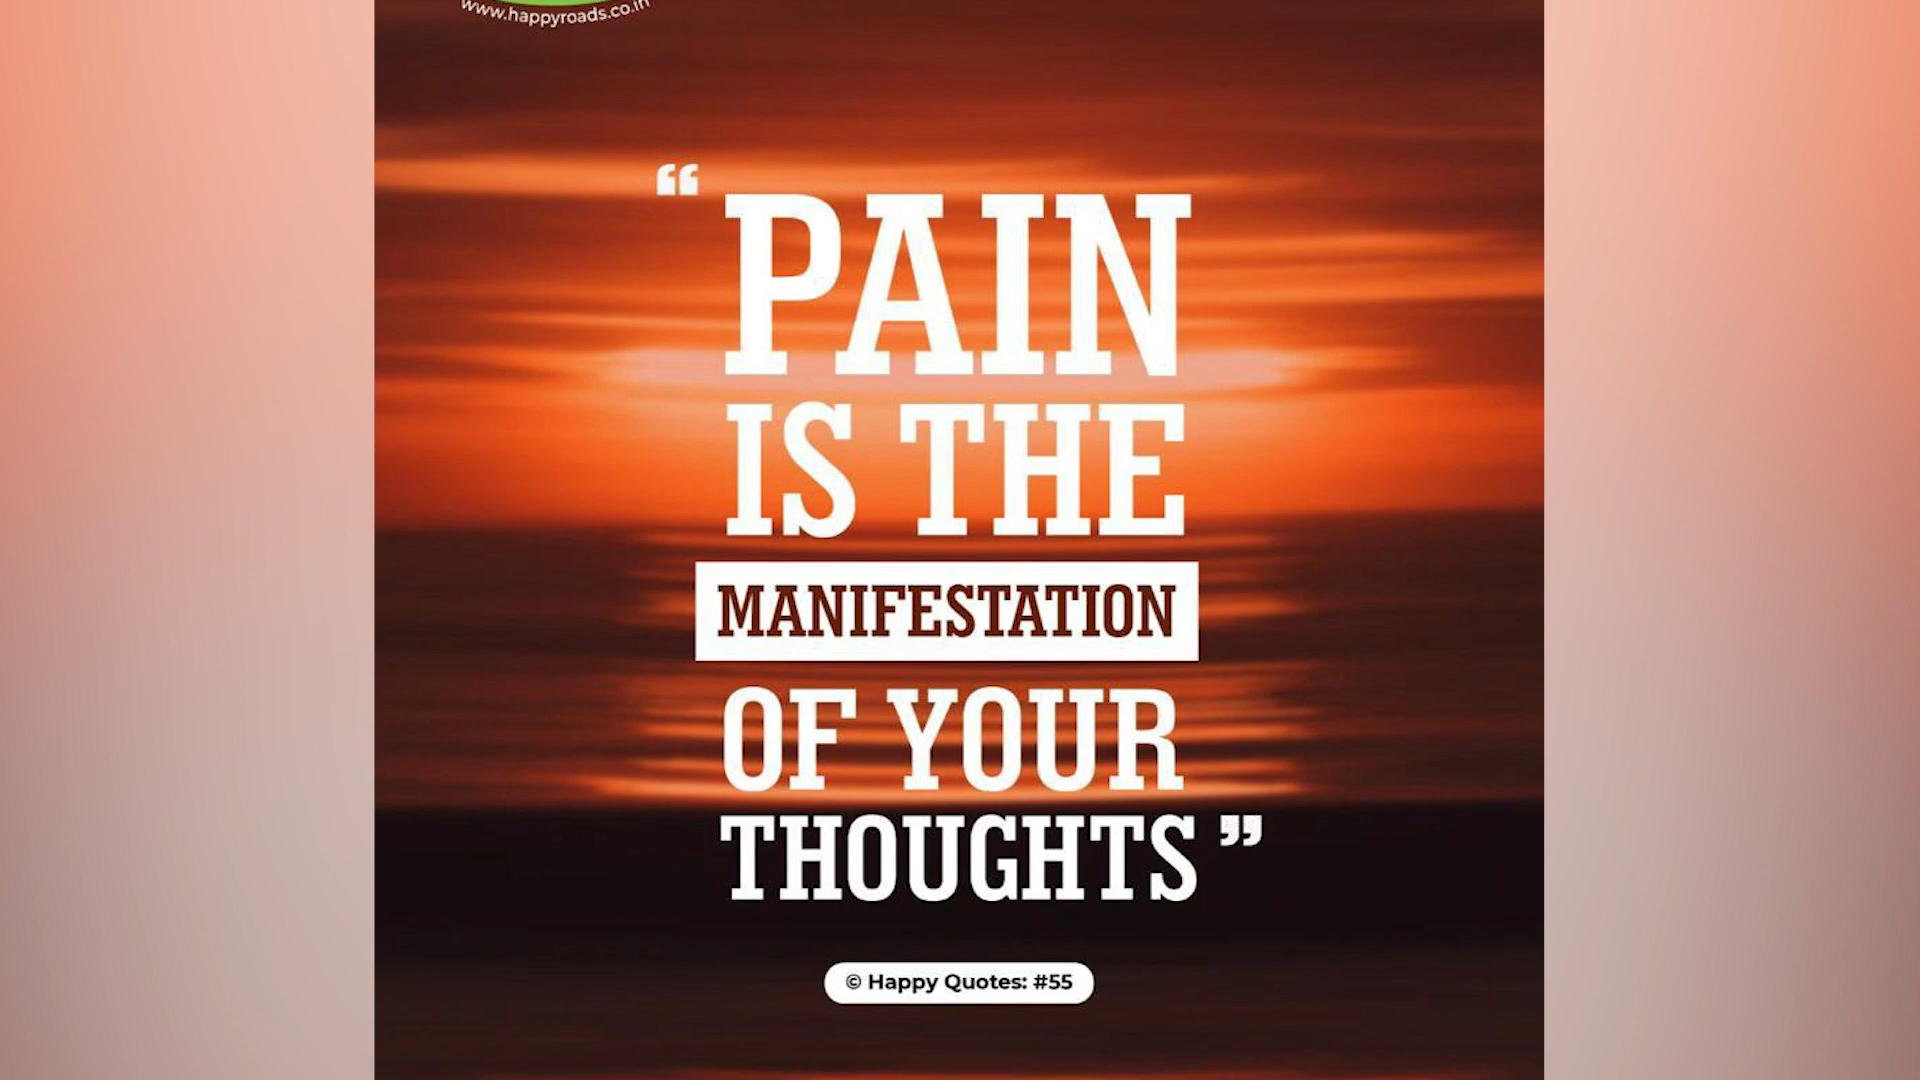 www.happyroads.co.in
“PAIN
IS THE
MANIFESTATION
OF YOUR
THOUGHTS”
© Happy Quotes: #55